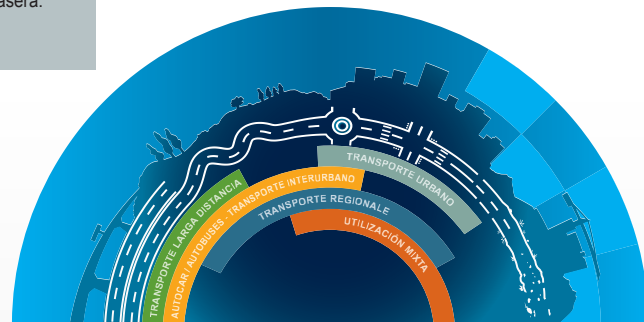 asera.
TRANSPORTE URBANO
TRANSPORTE LARGA DISTANCIA
AUTOCAR / AUTOBUSES - TRANSPORTE INTERURBANO
TRANSPORTE REGIONALE
UTILIZACIÓN MIXTA